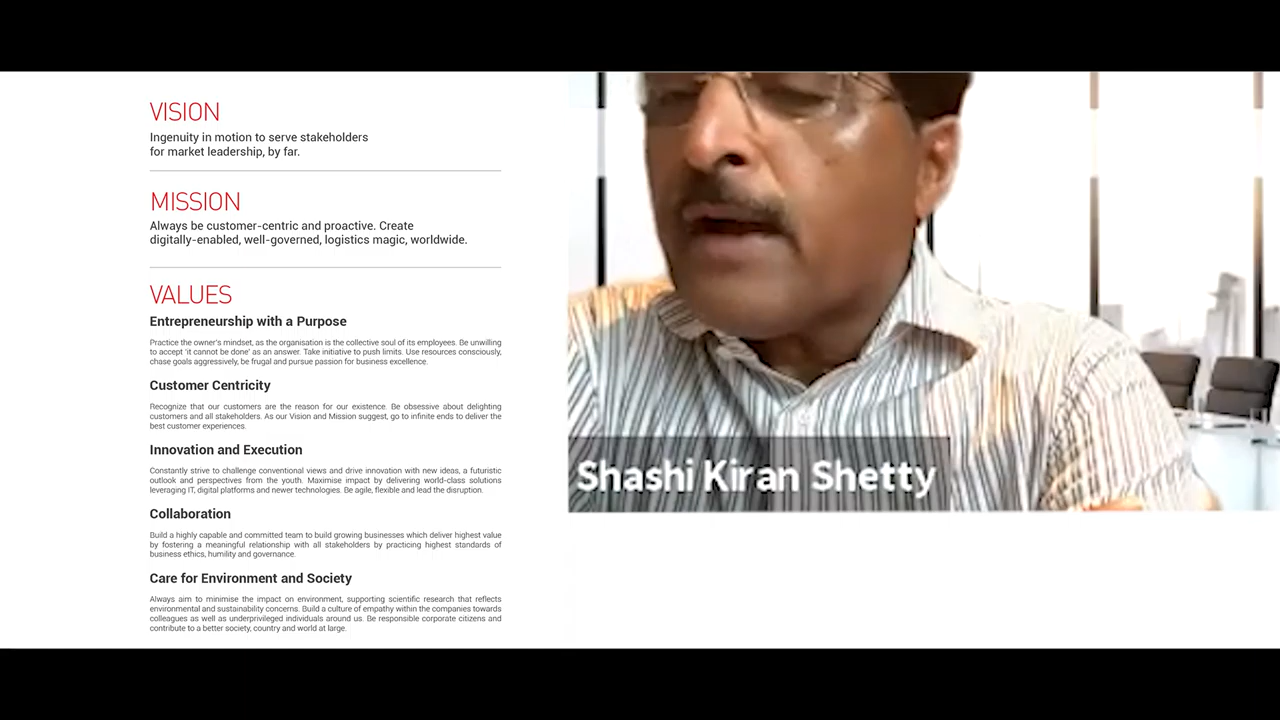 VISION
Ingenuity in motion to serve stakeholders
for market leadership, by far.
MISSION
Always be customer-centric and proactive. Create
digitally-enabled, well-governed, logistics magic, worldwide.
VALUES
Entrepreneurship with a Purpose
Practice the owner's mindset, as the organisation is the collective soul of its employees. Be unwilling
to accept 'it cannot be done' as an answer. Take initiative to push limits. Use resources consciously,
chase goals aggressively, be frugal and pursue passion for business excellence.
Customer Centricity
Recognize that our customers are the reason for our existence. Be obsessive about delighting
customers and all stakeholders. As our Vision and Mission suggest, go to infinite ends to deliver the
best customer experiences.
Innovation and Execution
Constantly strive to challenge conventional views and drive innovation with new ideas, a futuristic
outlook and perspectives from the youth. Maximise impact by delivering world-class solutions
leveraging IT, digital platforms and newer technologies. Be agile, flexible and lead the disruption.
Collaboration
Build a highly capable and committed team to build growing businesses which deliver highest value
by fostering a meaningful relationship with all stakeholders by practicing highest standards of
business ethics, humility and governance.
Care for Environment and Society
Always aim to minimise the impact on environment, supporting scientific research that reflects
environmental and sustainability concerns. Build a culture of empathy within the companies towards
colleagues as well as underprivileged individuals around us. Be responsible corporate citizens and
contribute to a better society, country and world at large.
Shashi Kiran Shetty